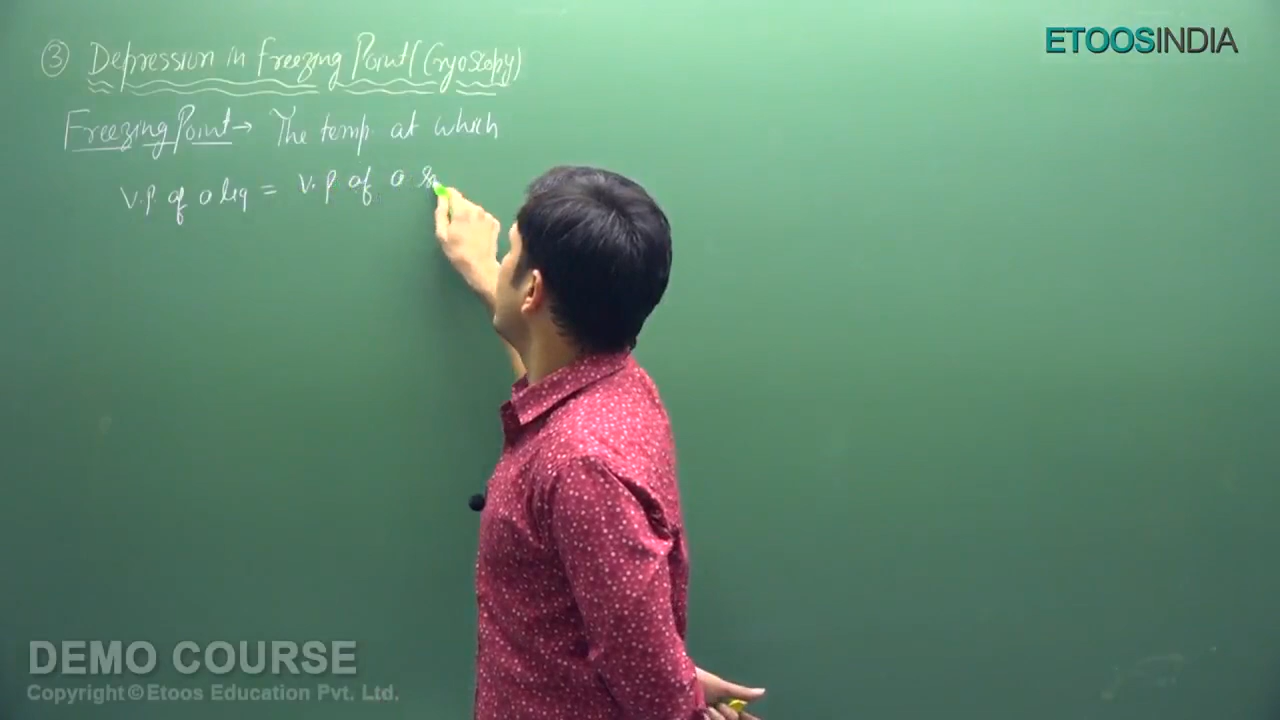 ③ Depression in Freezing Point (Cryoscopy)
Freezing Point → The temp. at which
V.P. of a liq = V.P of a
ETOOSINDIA
DEMO COURSE
Copyright © Etoos Education Pvt. Ltd.